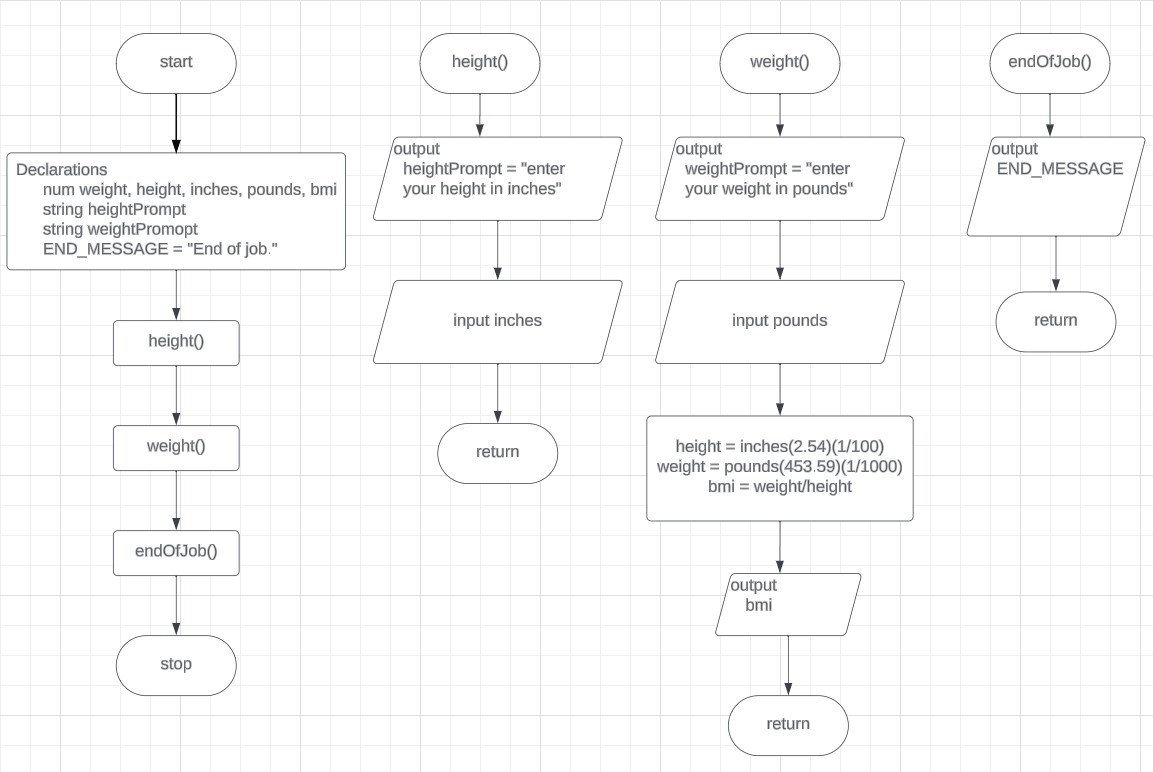 start
Declarations
num weight, height, inches, pounds, bmi
string heightPrompt
string weightPromopt
END_MESSAGE = "End of job."
height()
weight()
endOfJob()
stop
height()
output
heightPrompt = "enter
your height in inches"
input inches
return
weight()
output
weightPrompt = "enter
your weight in pounds"
input pounds
height = inches(2.54)(1/100)
weight = pounds(453.59)(1/1000)
bmi = weight/height
output
bmi
return
endOfJob()
output
END_MESSAGE
return